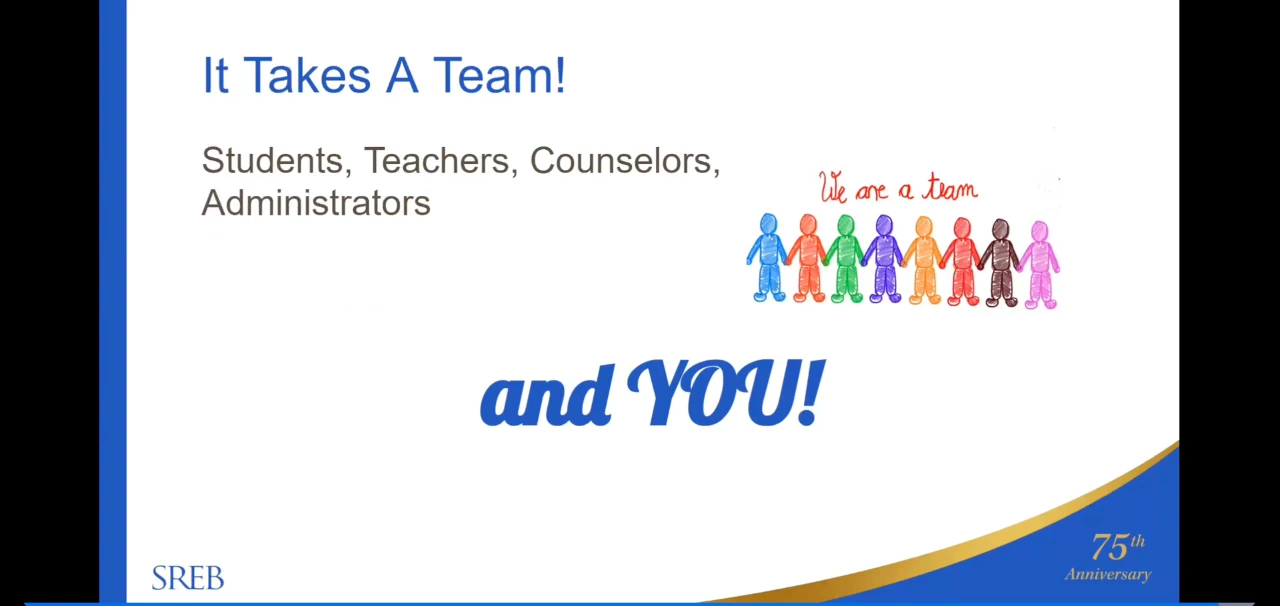 It Takes A Team!
Students, Teachers, Counselors,
Administrators
We are a team
and YOU!
SREB
75th
Anniversary